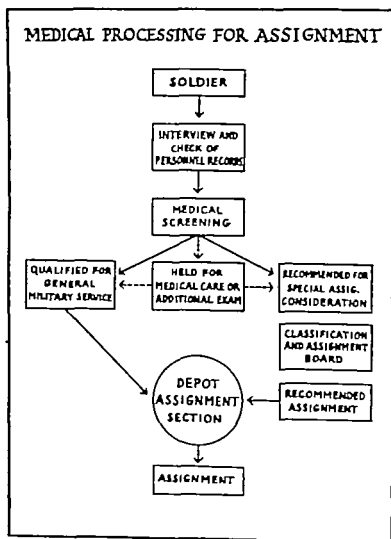 MEDICAL PROCESSING FOR ASSIGNMENT
SOLDIER
INTERVIEW AND
CHECK OF
PERSONNEL RECORDS
MEDICAL
SCREENING
QUALIFIED FOR
GENERAL
MILITARY SERVICE
HELD FOR
MEDICAL CARE OR
ADDITIONAL EXAM
RECOMMENDED FOR
SPECIAL ASSIG.
CONSIDERATION
CLASSIFICATION
AND ASSIGNMENT
BOARD
DEPOT
ASSIGNMENT
SECTION
RECOMMENDED
ASSIGNMENT
ASSIGNMENT